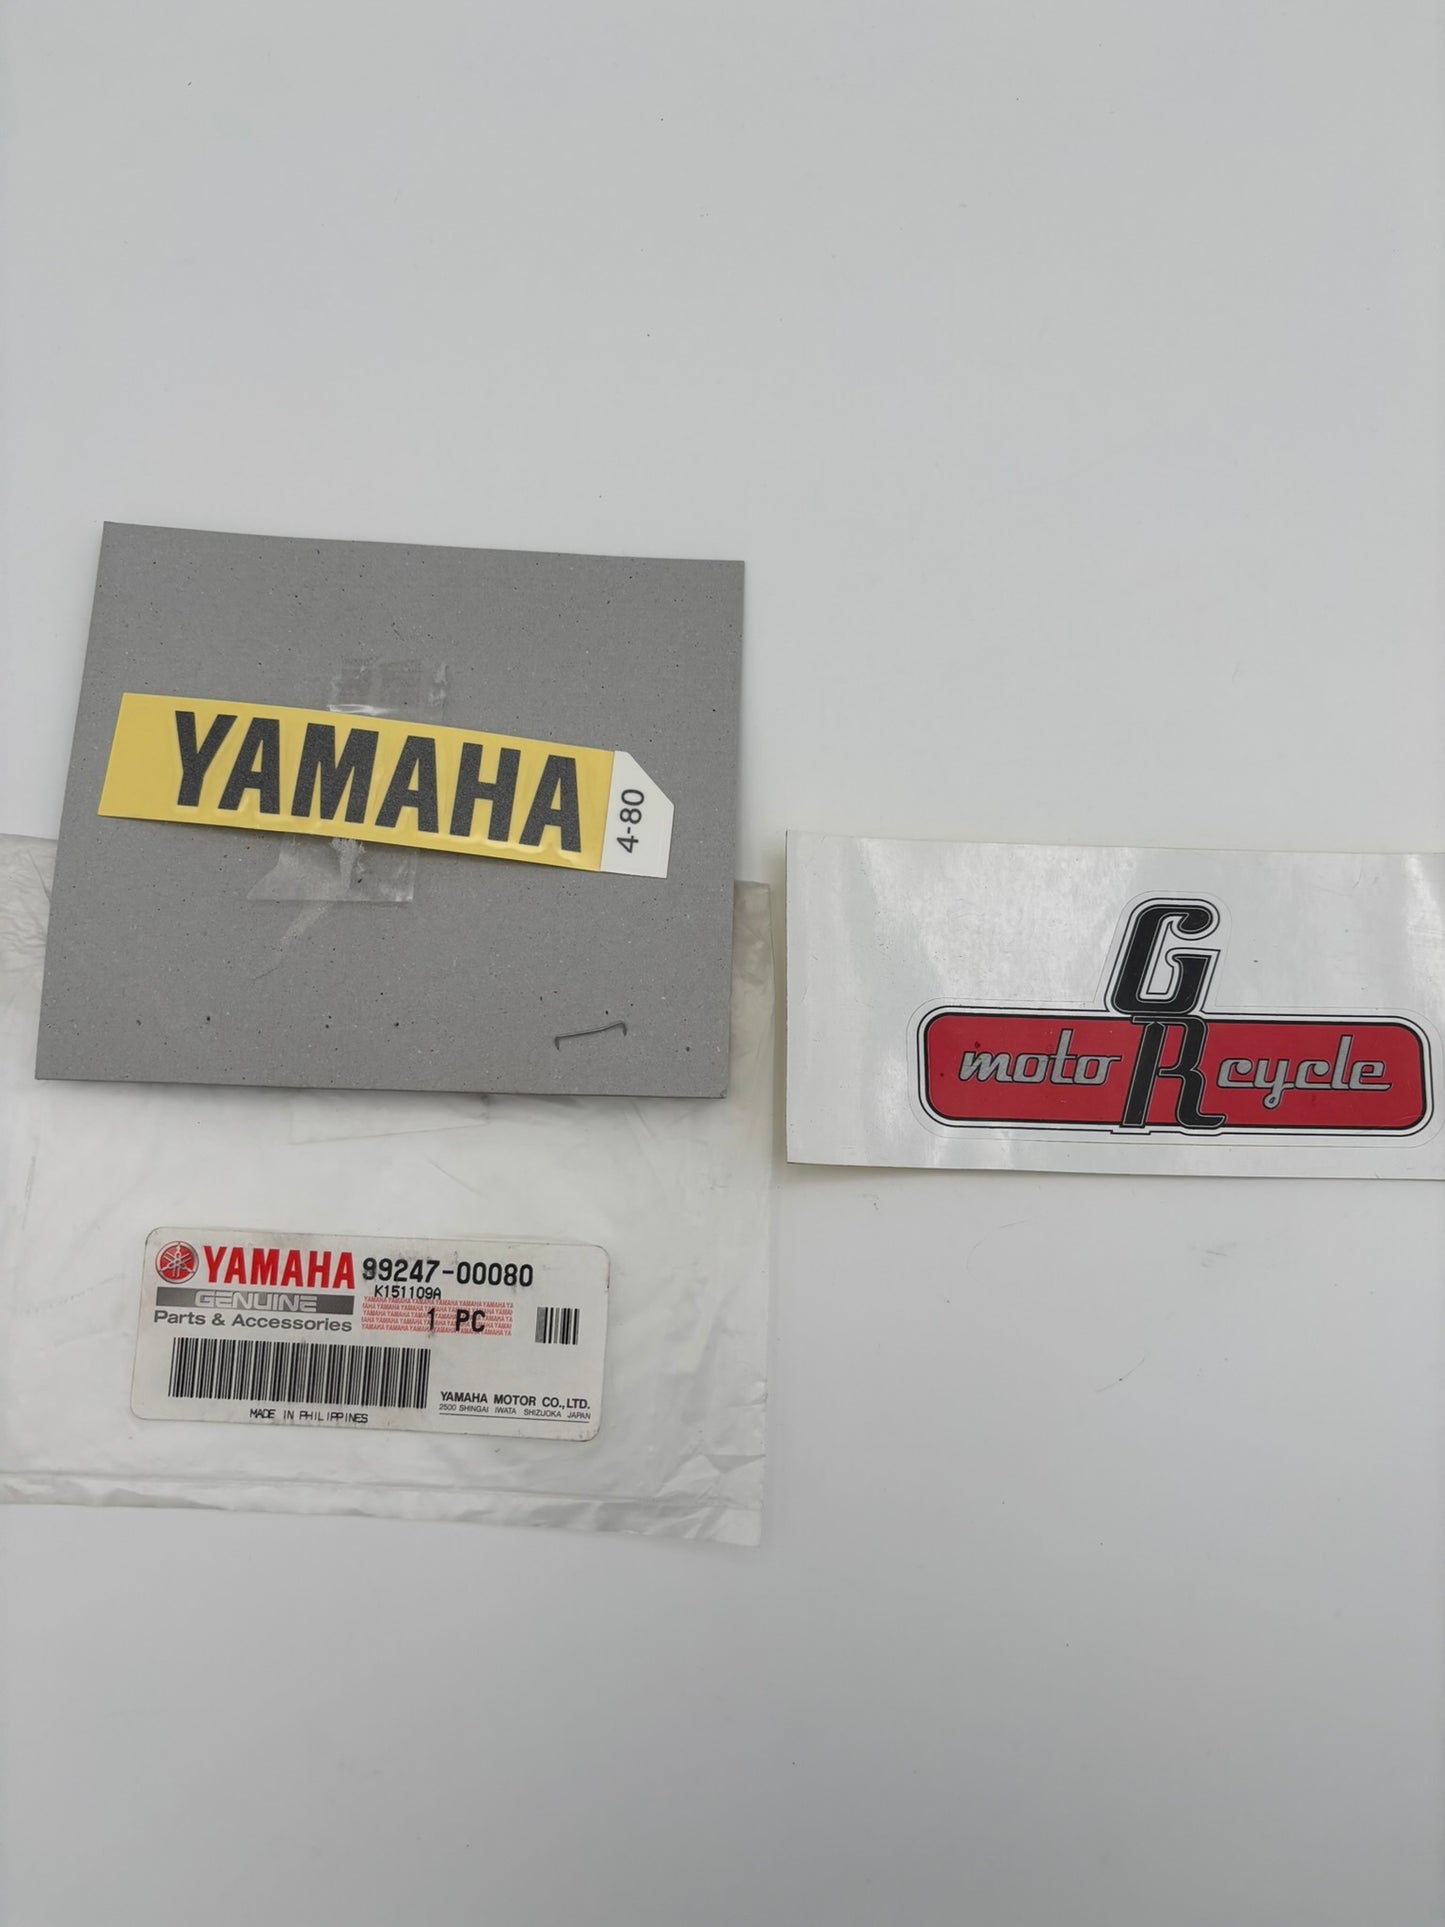 YAMAHA
4-80
G
moto R cycle
YAMAHA 99247-00080
GENUINE K151109A
Parts & Accessories 1 PC
YAMAHA MOTOR CO.,LTD.
2500 SHINGAI IWATA SHIZUOKA JAPAN
MADE IN PHILIPPINES